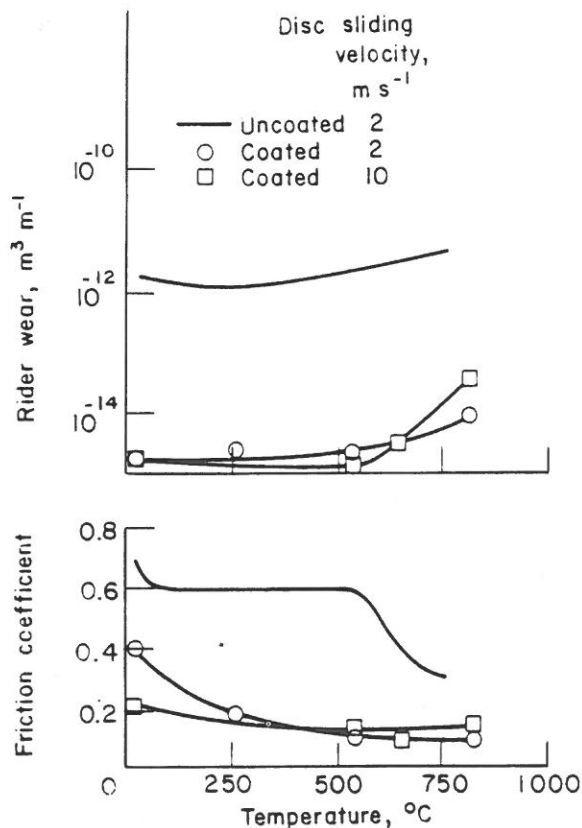 Disc sliding
velocity,
m s⁻¹
Uncoated 2
Coated 2
Coated 10
10⁻¹⁰
10⁻¹²
10⁻¹⁴
Rider wear, m³ m⁻¹
0.8
0.6
0.4
0.2
0
Friction ccefficient
250 500 750 1000
Temperature, °C